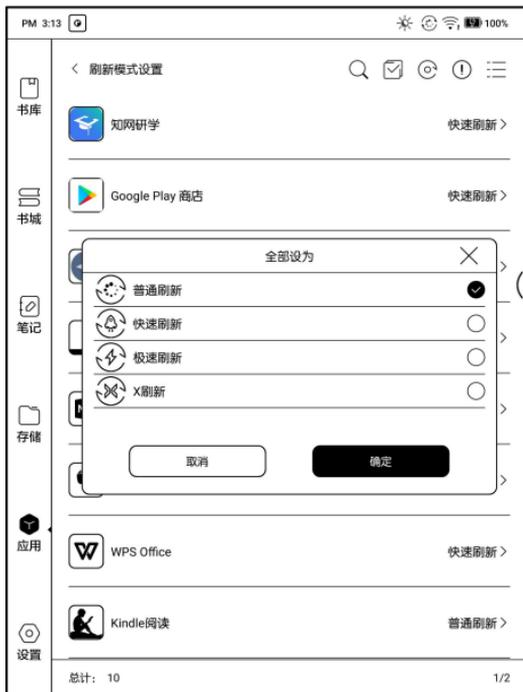 PM 3:13
100%
刷新模式设置
书库
知网研学
快速刷新
Google Play 商店
快速刷新
书城
全部设为
普通刷新
笔记
快速刷新
极速刷新
X刷新
存储
取消
确定
应用
WPS Office
快速刷新
Kindle阅读
普通刷新
设置
总计： 10
1/2